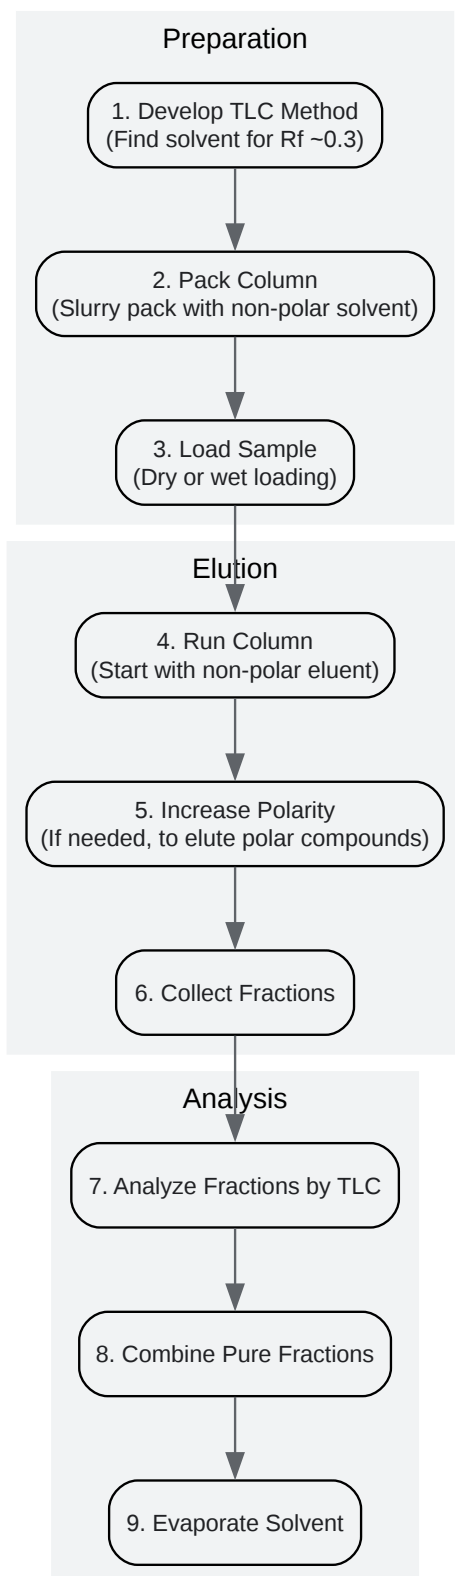 Preparation
1. Develop TLC Method
(Find solvent for Rf ~0.3)
2. Pack Column
(Slurry pack with non-polar solvent)
3. Load Sample
(Dry or wet loading)
Elution
4. Run Column
(Start with non-polar eluent)
5. Increase Polarity
(If needed, to elute polar compounds)
6. Collect Fractions
Analysis
7. Analyze Fractions by TLC
8. Combine Pure Fractions
9. Evaporate Solvent